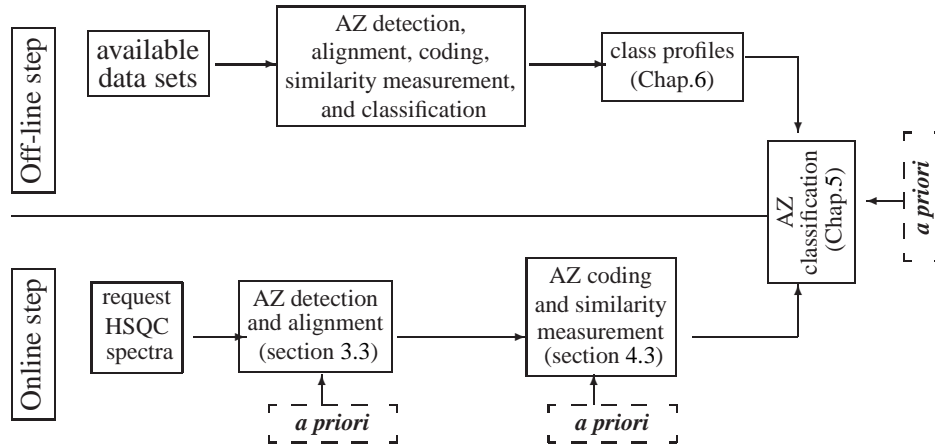 Off-line step
available
data sets
AZ detection,
alignment, coding,
similarity measurement,
and classification
class profiles
(Chap.6)
AZ
classification
(Chap.5)
a priori
Online step
request
HSQC
spectra
AZ detection
and alignment
(section 3.3)
a priori
AZ coding
and similarity
measurement
(section 4.3)
a priori